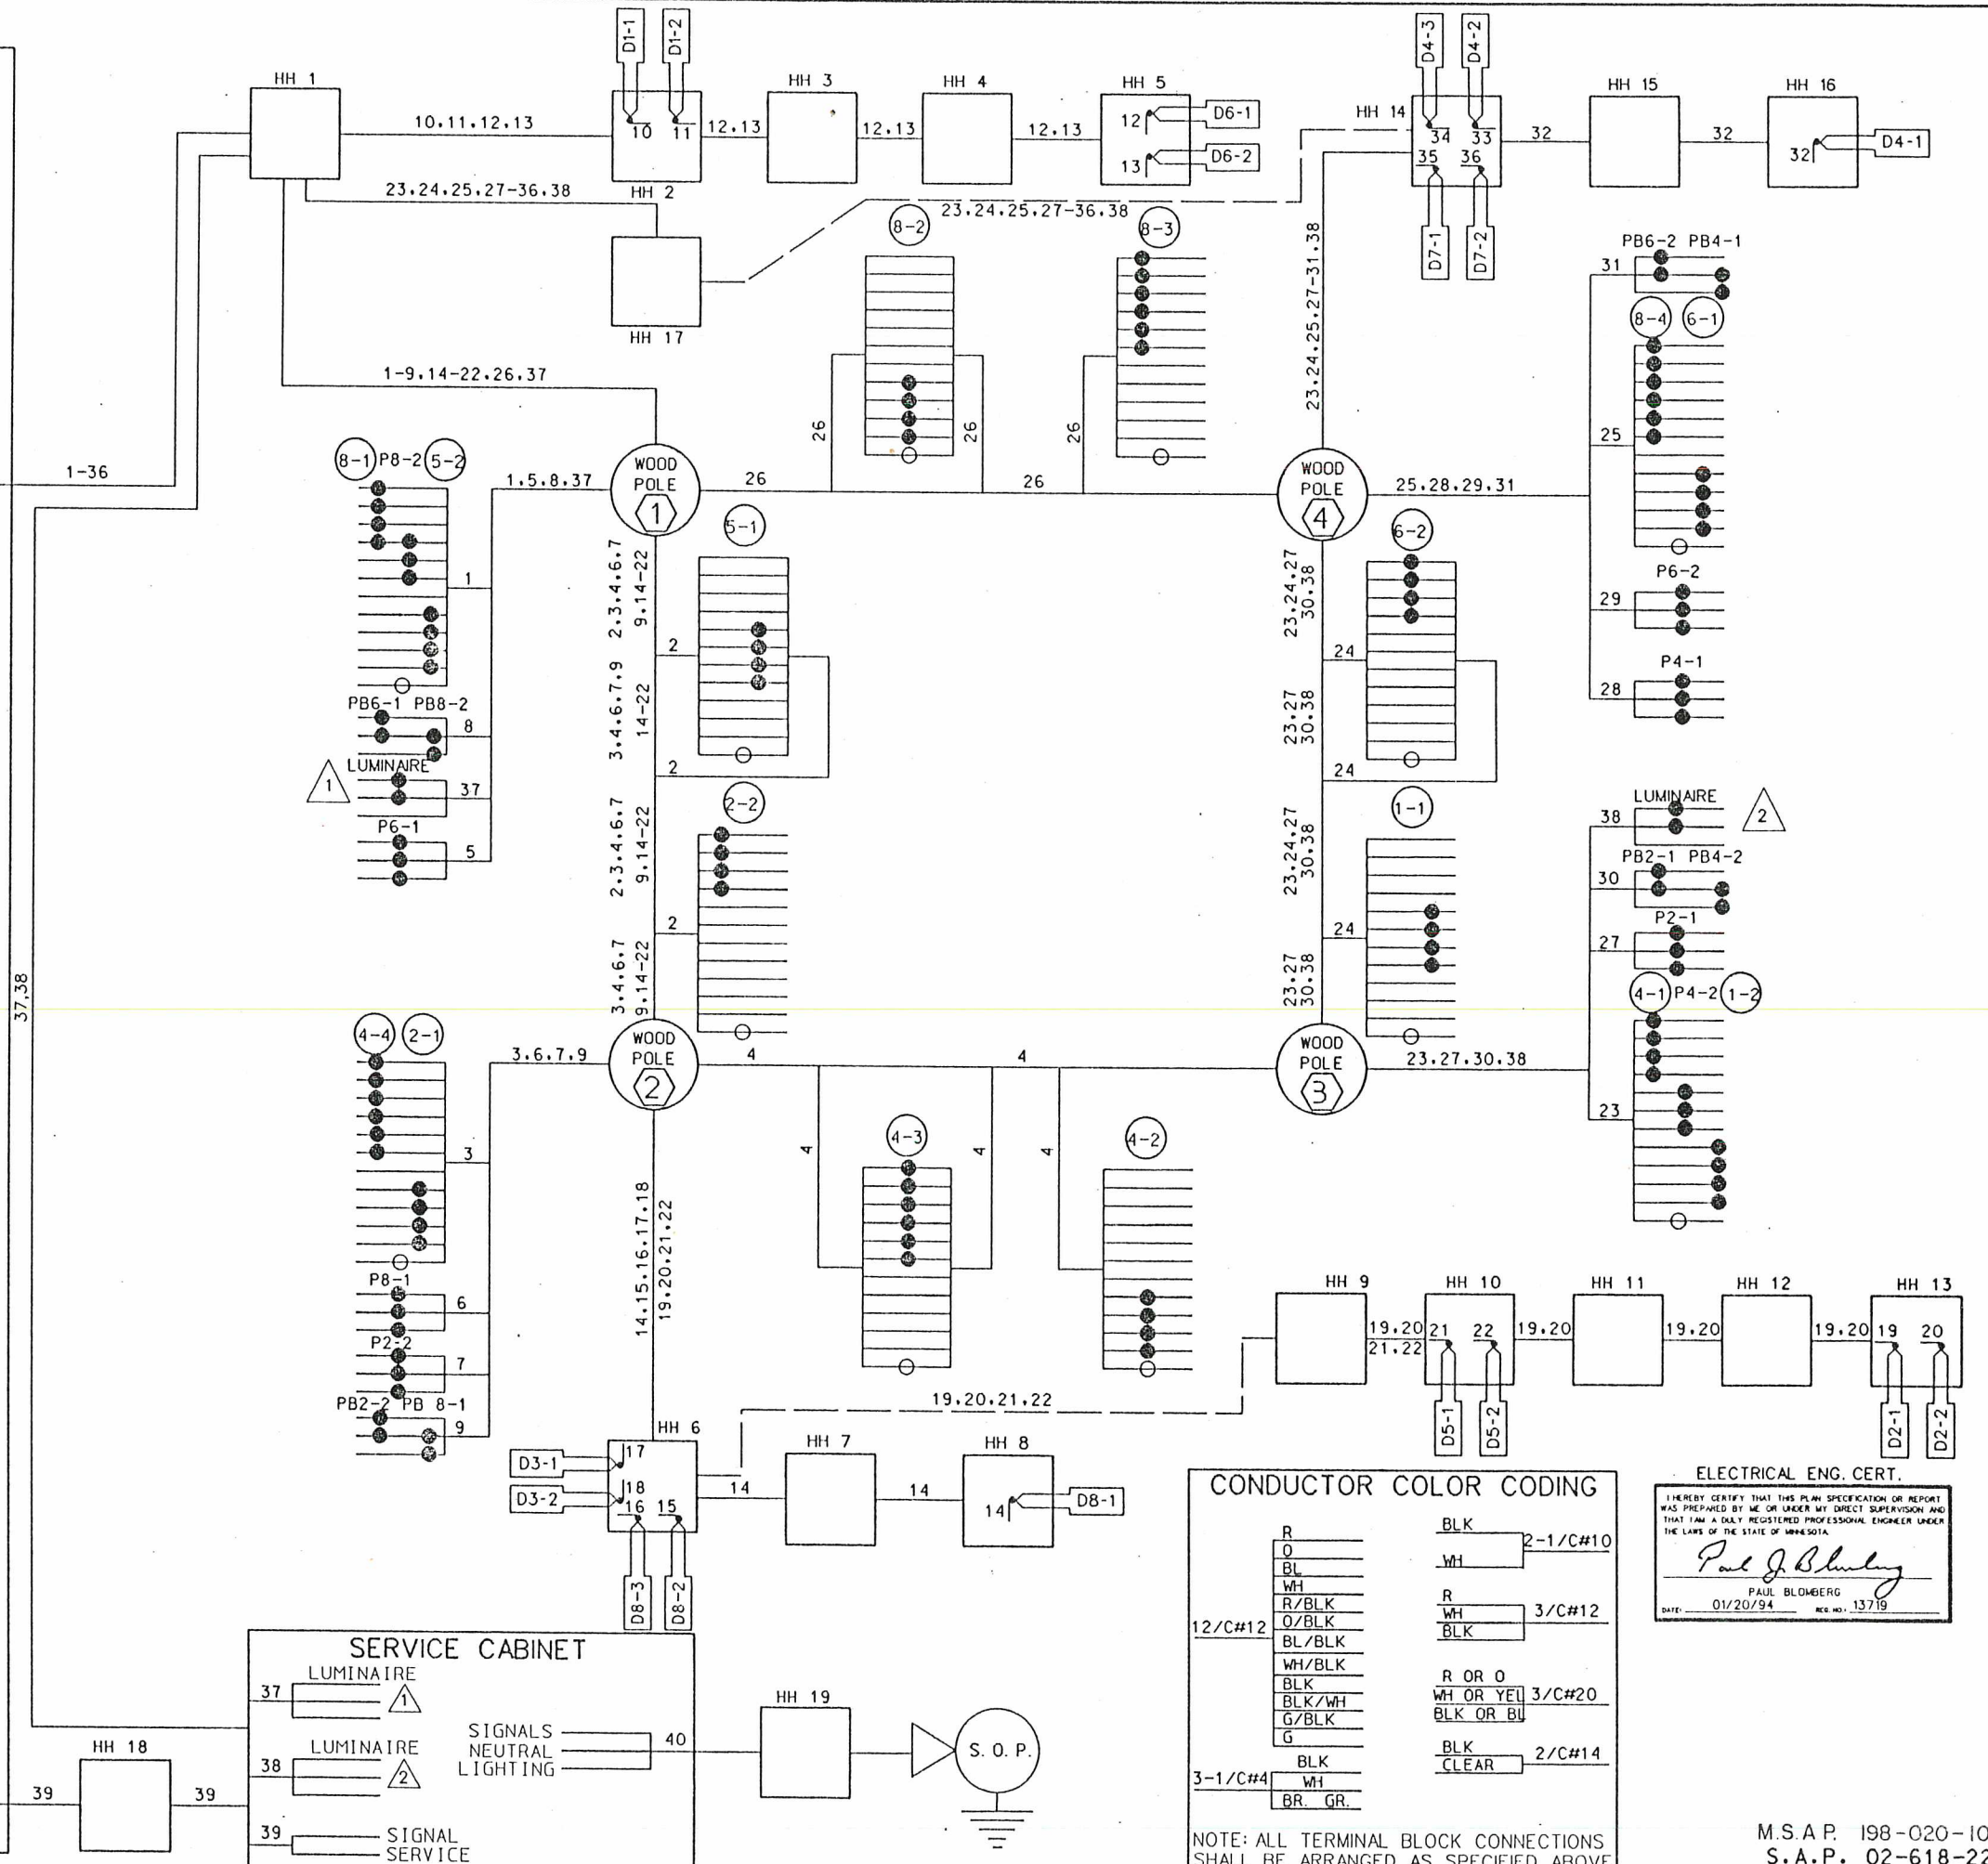 D1-1
D1-2
D4-3
D4-2
HH 1
HH 3
HH 4
HH 5
HH 14
HH 15
HH 16
10.11.12.13
10
11
12.13
12.13
12.13
12
D6-1
13
D6-2
34
33
35
36
32
32
32
D4-1
HH 2
23.24.25.27-36.38
23.24.25.27-36.38
D7-1
D7-2
HH 17
8-2
8-3
23.24.25.27-31.38
PB6-2 PB4-1
31
8-4
6-1
1-9.14-22.26.37
26
26
26
25
8-1
P8-2
5-2
1-36
1.5.8.37
WOOD
POLE
1
26
26
WOOD
POLE
4
25.28.29.31
5-1
6-2
1
2.3.4.6.7
9.14-22
23.24.27
30.38
P6-2
29
2
24
P4-1
28
3.4.6.7.9
14-22
23.27
30.38
PB6-1 PB8-2
8
LUMINAIRE
1
37
2
24
2-2
1-1
LUMINAIRE
38
2
P6-1
5
2.3.4.6.7
9.14-22
23.24.27
30.38
PB2-1 PB4-2
30
P2-1
27
2
24
3.4.6.7
9.14-22
23.27
30.38
37.38
4-1
P4-2
1-2
4-4
2-1
3.6.7.9
WOOD
POLE
2
4
4
WOOD
POLE
3
23.27.30.38
23
3
4
4-3
4
4
4-2
14.15.16.17.18
19.20.21.22
P8-1
6
P2-2
7
PB2-2 PB 8-1
9
HH 9
HH 10
HH 11
HH 12
HH 13
19.20
21.22
21
22
19.20
19.20
19.20
19
20
19.20.21.22
D5-1
D5-2
D2-1
D2-2
HH 6
HH 7
HH 8
D3-1
17
D3-2
18
16
15
14
14
14
D8-1
D8-3
D8-2
CONDUCTOR COLOR CODING
R
O
BL
WH
R/BLK
O/BLK
12/C#12
BL/BLK
WH/BLK
BLK
BLK/WH
G/BLK
G
BLK
3-1/C#4
WH
BR. GR.
BLK
2-1/C#10
WH
R
WH
3/C#12
BLK
R OR O
WH OR YEL
3/C#20
BLK OR BL
BLK
2/C#14
CLEAR
NOTE: ALL TERMINAL BLOCK CONNECTIONS
SHALL BE ARRANGED AS SPECIFIED ABOVE
ELECTRICAL ENG. CERT.
I HEREBY CERTIFY THAT THIS PLAN SPECIFICATION OR REPORT
WAS PREPARED BY ME OR UNDER MY DIRECT SUPERVISION AND
THAT I AM A DULY REGISTERED PROFESSIONAL ENGINEER UNDER
THE LAWS OF THE STATE OF MINNESOTA
Paul J. Blomberg
PAUL BLOMBERG
DATE: 01/20/94 REG. NO. 13719
SERVICE CABINET
LUMINAIRE
37
1
LUMINAIRE
38
2
SIGNALS
NEUTRAL
LIGHTING
40
HH 19
S. O. P.
HH 18
39
39
39
SIGNAL
SERVICE
M.S.A.P. 198-020-10
S.A.P. 02-618-22